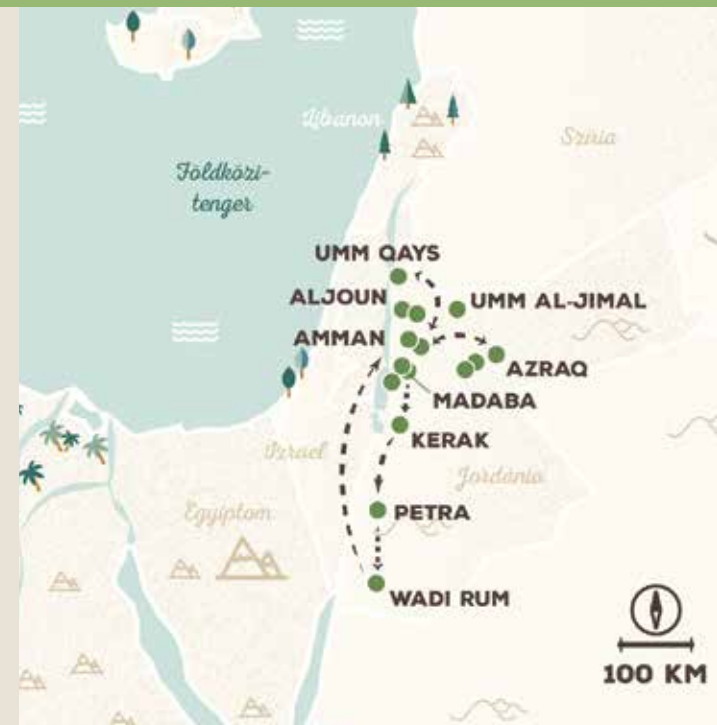 Libanon
Szíria
Földközi-
tenger
UMM QAYS
ALJOUN
UMM AL-JIMAL
AMMAN
AZRAQ
MADABA
KERAK
Izrael
Jordánia
Egyiptom
PETRA
WADI RUM
100 KM